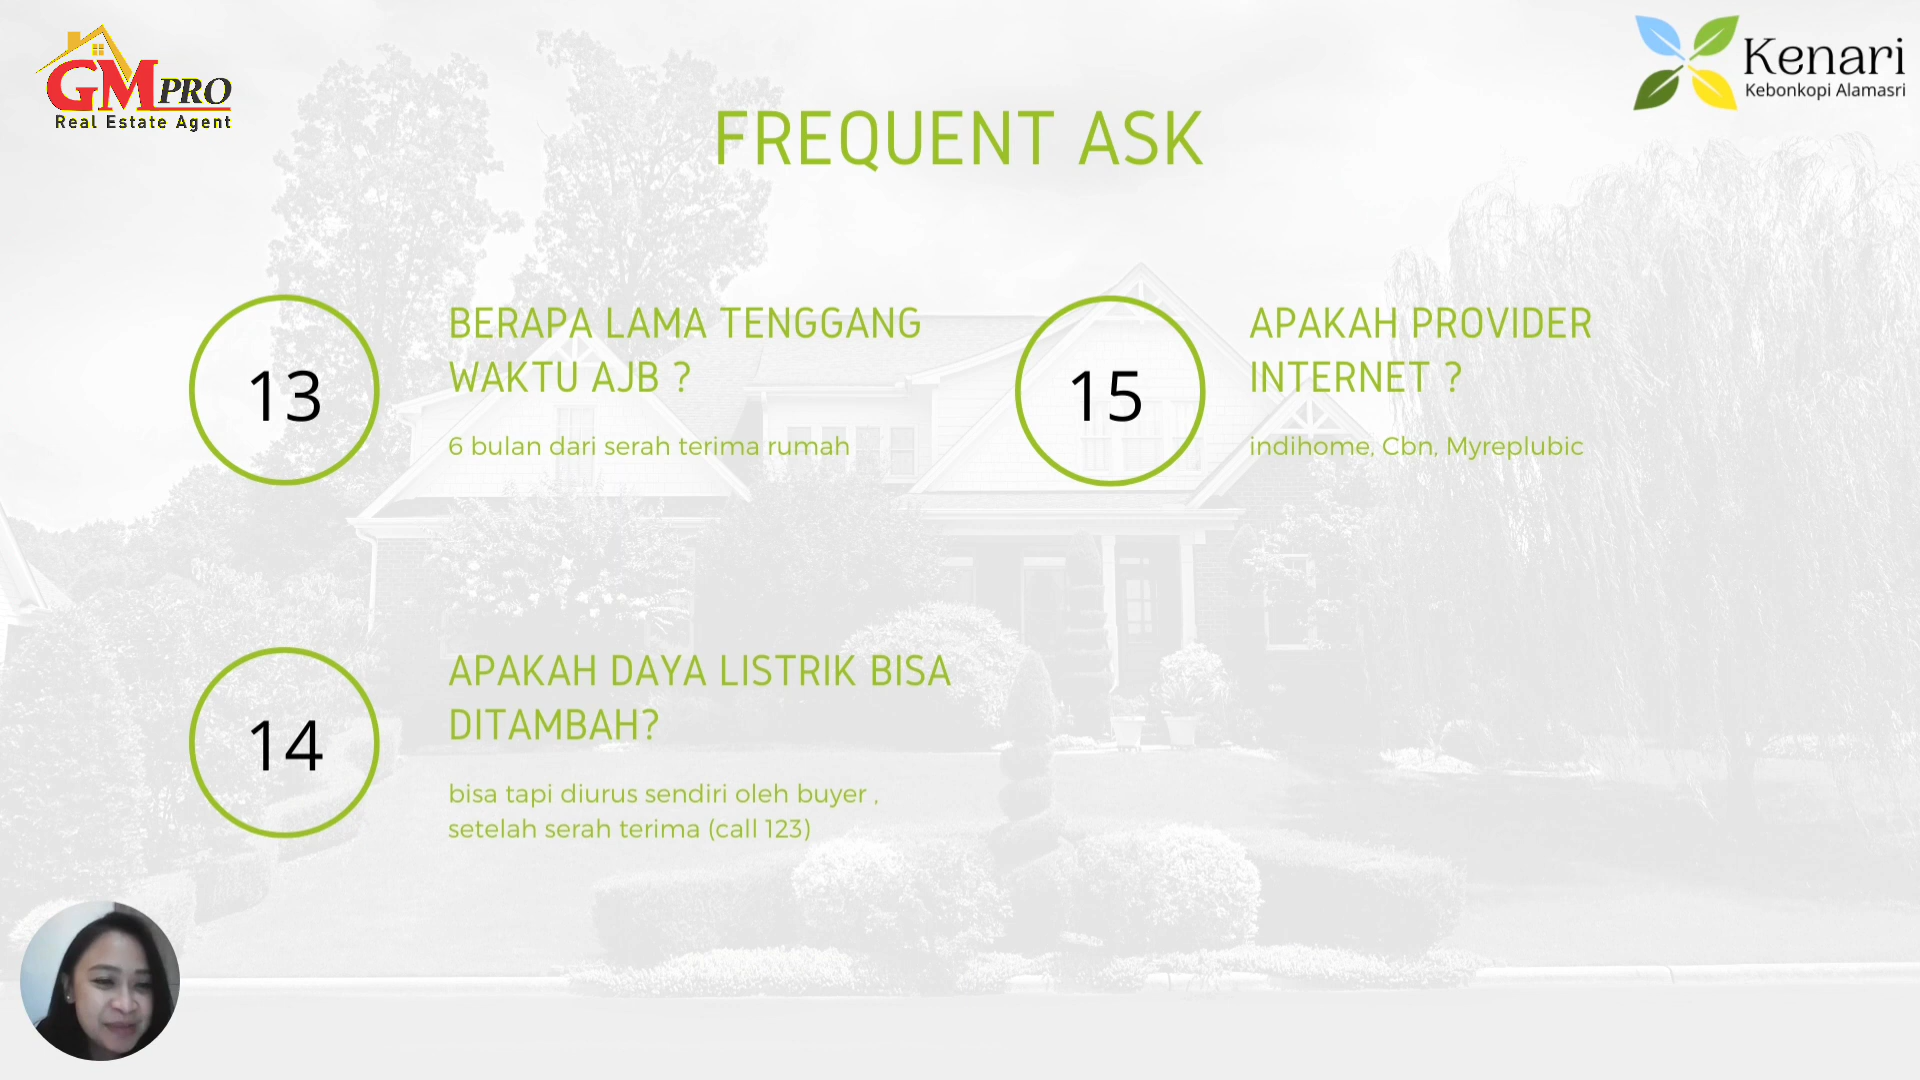 GM PRO
Real Estate Agent
Kenari
Kebonkopi Alamasri
FREQUENT ASK
13
BERAPA LAMA TENGGANG
WAKTU AJB ?
6 bulan dari serah terima rumah
14
APAKAH DAYA LISTRIK BISA
DITAMBAH?
bisa tapi diurus sendiri oleh buyer ,
setelah serah terima (call 123)
15
APAKAH PROVIDER
INTERNET ?
indihome, Cbn, Myreplubic